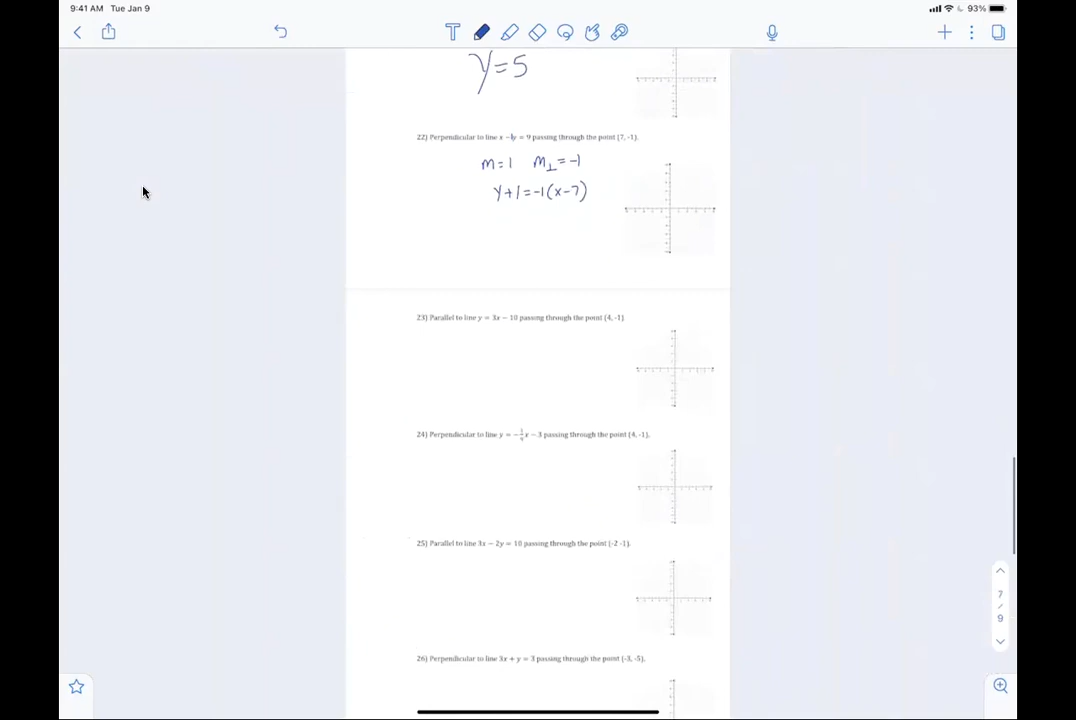 9:41 AM Tue Jan 9
93%
y=5
22) Perpendicular to line x − y = 9 passing through the point (7, -1).
m=1 m⊥=-1
y+1=-1(x-7)
23) Parallel to line y = 3x − 10 passing through the point (4, -1)
24) Perpendicular to line y = − x − 3 passing through the point (4, -1).
25) Parallel to line 3x − 2y = 10 passing through the point (-2 -1).
26) Perpendicular to line 3x + y = 3 passing through the point (-3, -5).
7
/
9